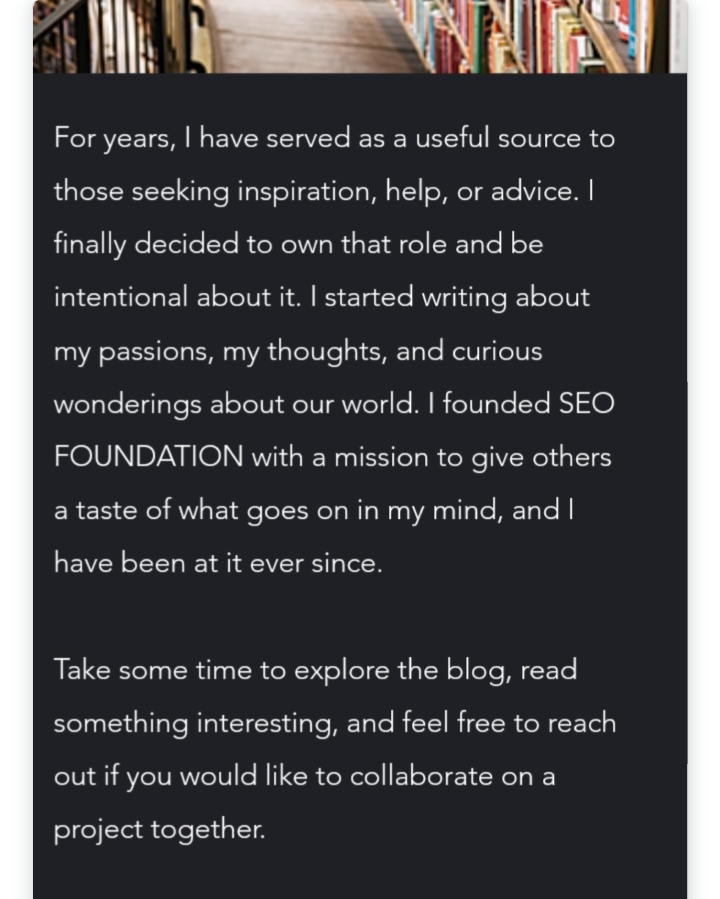 For years, I have served as a useful source to
those seeking inspiration, help, or advice. I
finally decided to own that role and be
intentional about it. I started writing about
my passions, my thoughts, and curious
wonderings about our world. I founded SEO
FOUNDATION with a mission to give others
a taste of what goes on in my mind, and I
have been at it ever since.
Take some time to explore the blog, read
something interesting, and feel free to reach
out if you would like to collaborate on a
project together.